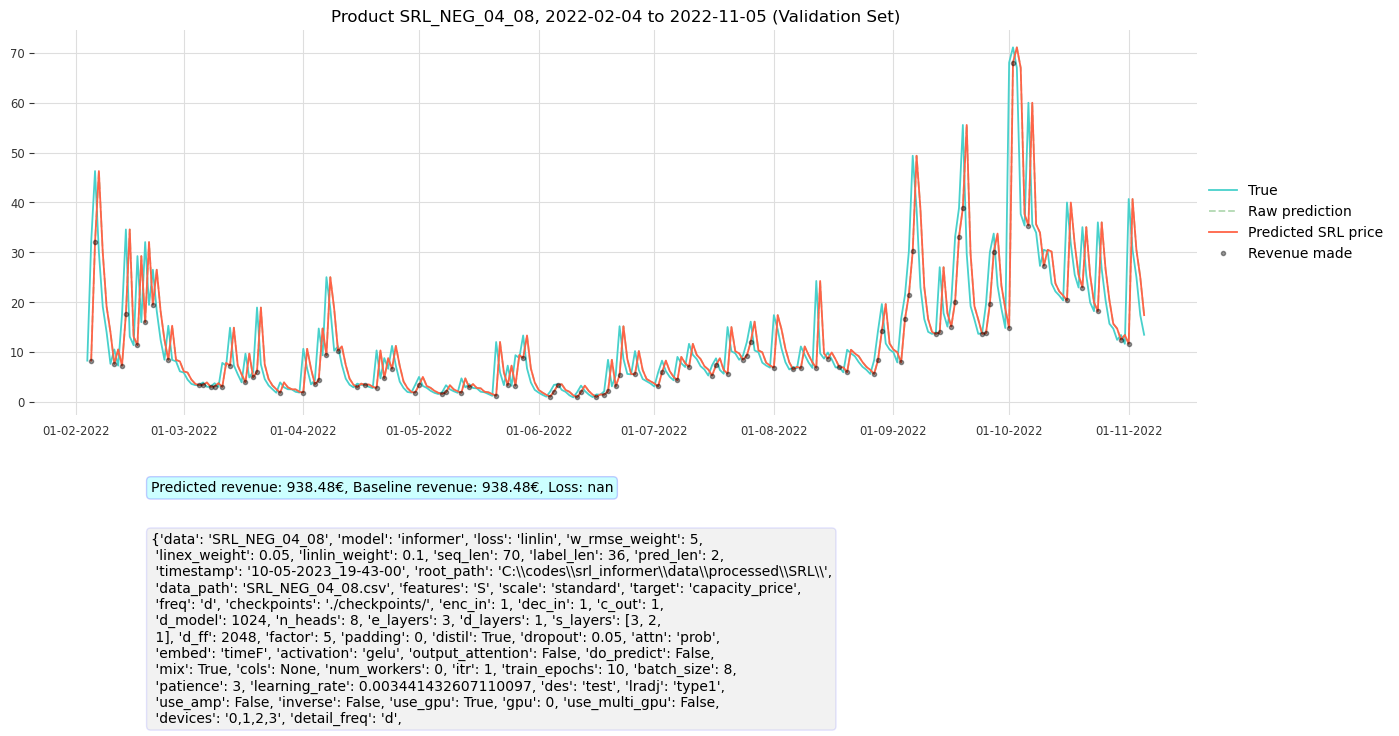 Product SRL_NEG_04_08, 2022-02-04 to 2022-11-05 (Validation Set)
70
60
50
40
30
20
10
0
01-02-2022
01-03-2022
01-04-2022
01-05-2022
01-06-2022
01-07-2022
01-08-2022
01-09-2022
01-10-2022
01-11-2022
True
Raw prediction
Predicted SRL price
Revenue made
Predicted revenue: 938.48€, Baseline revenue: 938.48€, Loss: nan
{'data': 'SRL_NEG_04_08', 'model': 'informer', 'loss': 'linlin', 'w_rmse_weight': 5,
'linex_weight': 0.05, 'linlin_weight': 0.1, 'seq_len': 70, 'label_len': 36, 'pred_len': 2,
'timestamp': '10-05-2023_19-43-00', 'root_path': 'C:\\codes\\srl_informer\\data\\processed\\SRL\\',
'data_path': 'SRL_NEG_04_08.csv', 'features': 'S', 'scale': 'standard', 'target': 'capacity_price',
'freq': 'd', 'checkpoints': './checkpoints/', 'enc_in': 1, 'dec_in': 1, 'c_out': 1,
'd_model': 1024, 'n_heads': 8, 'e_layers': 3, 'd_layers': 1, 's_layers': [3, 2,
1], 'd_ff': 2048, 'factor': 5, 'padding': 0, 'distil': True, 'dropout': 0.05, 'attn': 'prob',
'embed': 'timeF', 'activation': 'gelu', 'output_attention': False, 'do_predict': False,
'mix': True, 'cols': None, 'num_workers': 0, 'itr': 1, 'train_epochs': 10, 'batch_size': 8,
'patience': 3, 'learning_rate': 0.003441432607110097, 'des': 'test', 'lradj': 'type1',
'use_amp': False, 'inverse': False, 'use_gpu': True, 'gpu': 0, 'use_multi_gpu': False,
'devices': '0,1,2,3', 'detail_freq': 'd',